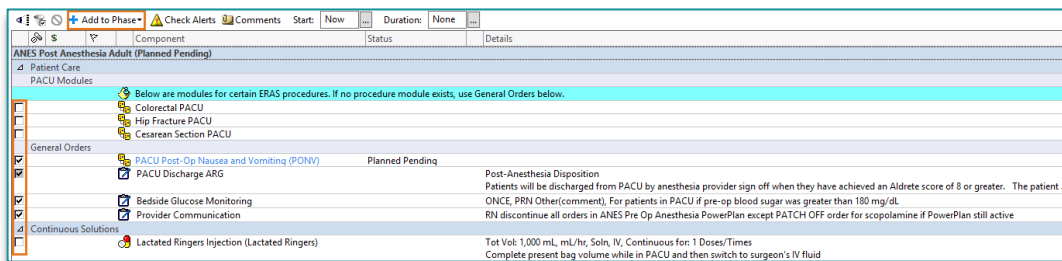 Add to Phase Check Alerts Comments Start: Now ... Duration: None ...
$ Component Status Details
ANES Post Anesthesia Adult (Planned Pending)
Patient Care
PACU Modules
Below are modules for certain ERAS procedures. If no procedure module exists, use General Orders below.
Colorectal PACU
Hip Fracture PACU
Cesarean Section PACU
General Orders
PACU Post-Op Nausea and Vomiting (PONV) Planned Pending
PACU Discharge ARG Post-Anesthesia Disposition
Patients will be discharged from PACU by anesthesia provider sign off when they have achieved an Aldrete score of 8 or greater. The patient
Bedside Glucose Monitoring ONCE, PRN Other(comment), For patients in PACU if pre-op blood sugar was greater than 180 mg/dL
Provider Communication RN discontinue all orders in ANES Pre Op Anesthesia PowerPlan except PATCH OFF order for scopolamine if PowerPlan still active
Continuous Solutions
Lactated Ringers Injection (Lactated Ringers) Tot Vol: 1,000 mL, mL/hr, Soln, IV, Continuous for: 1 Doses/Times
Complete present bag volume while in PACU and then switch to surgeon's IV fluid